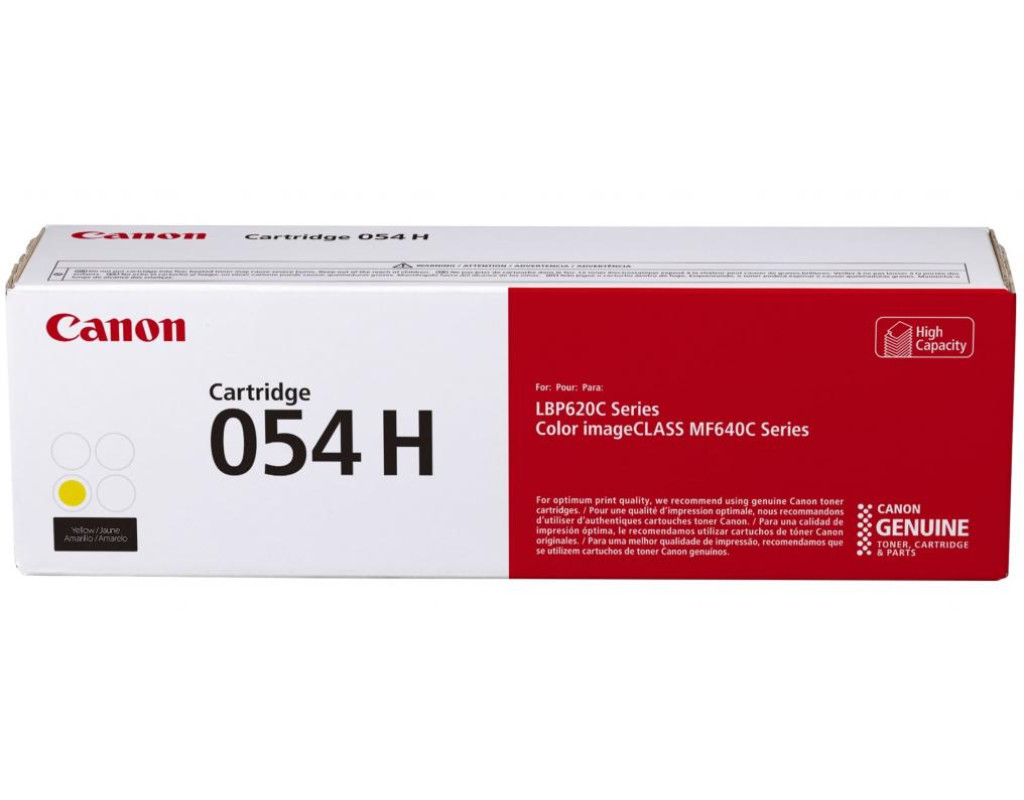 Canon Cartridge 054 H
WARNING / ATTENTION / ADVERTENCIA / ADVERTÊNCIA
Canon
High
Capacity
Cartridge
054 H
For: Pour: Para:
LBP620C Series
Color imageCLASS MF640C Series
Yellow / Jaune
Amarillo / Amarelo
For optimum print quality, we recommend using genuine Canon toner
cartridges. / Pour une qualité d'impression optimale, nous recommandons
d'utiliser d'authentiques cartouches toner Canon. / Para una calidad de
impresión óptima, le recomendamos utilizar cartuchos de tóner Canon
originales. / Para uma melhor qualidade de impressão, recomendamos que
se utilizem cartuchos de toner Canon genuínos.
CANON
GENUINE
TONER, CARTRIDGE
& PARTS